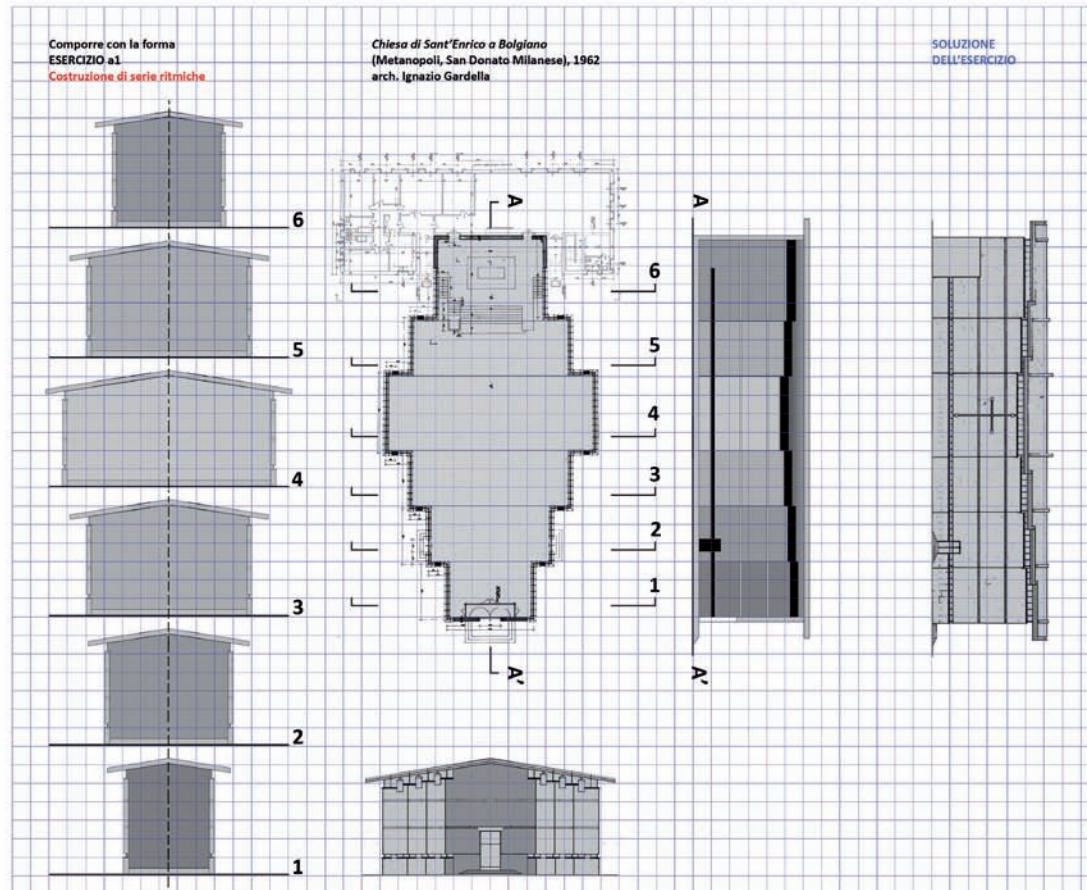 Comporre con la forma
ESERCIZIO a1
Costruzione di serie ritmiche
Chiesa di Sant'Enrico a Bolgiano
(Metanopoli, San Donato Milanese), 1962
arch. Ignazio Gardella
SOLUZIONE
DELL'ESERCIZIO
6
5
4
3
2
1
A
6
5
4
3
2
1
A'
A
A'